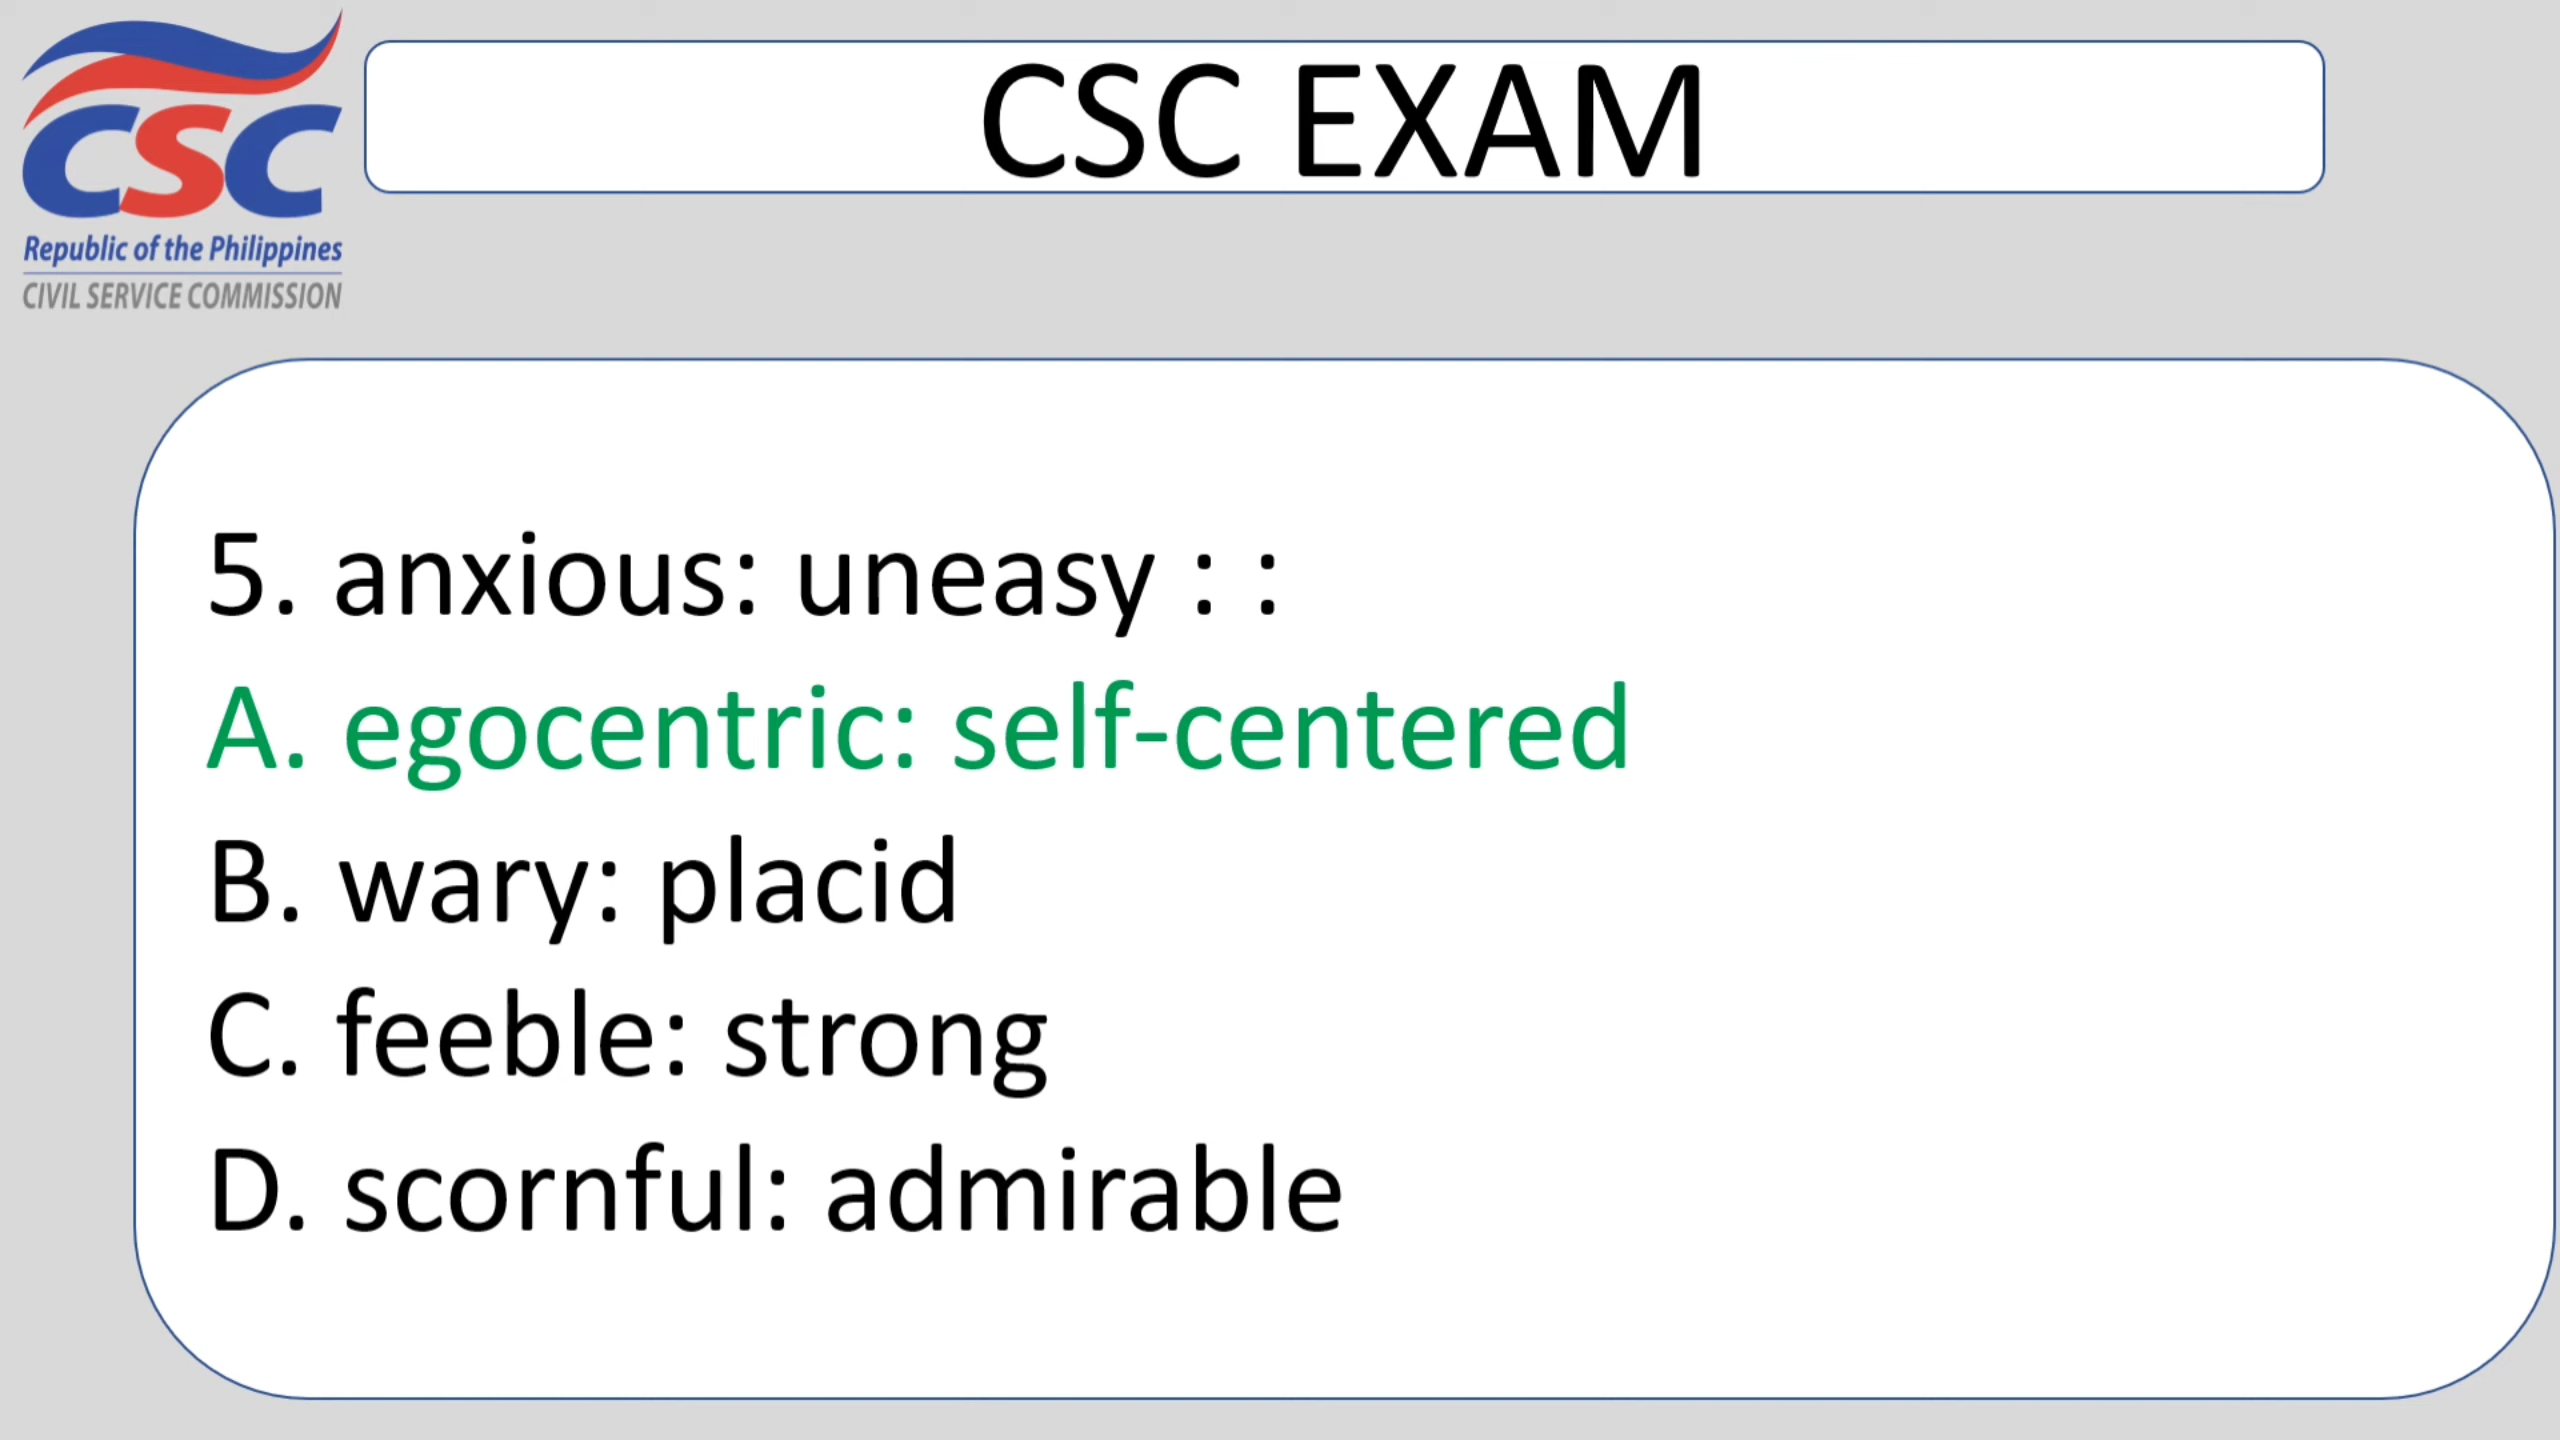 CSC
Republic of the Philippines
CIVIL SERVICE COMMISSION
CSC EXAM
5. anxious: uneasy : :
A. egocentric: self-centered
B. wary: placid
C. feeble: strong
D. scornful: admirable